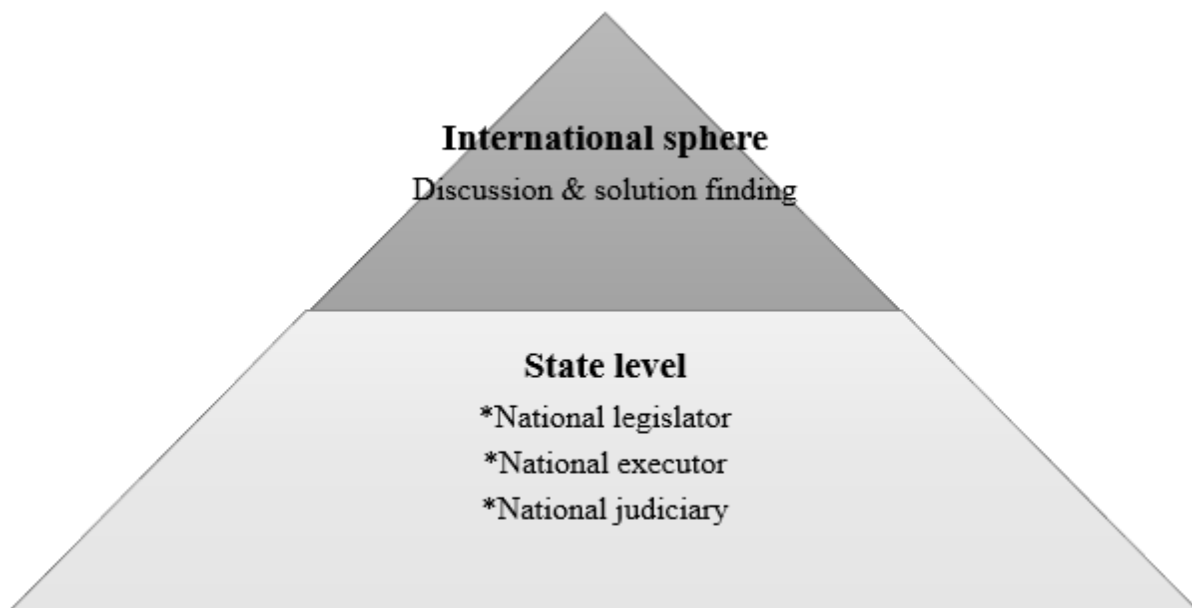 International sphere
Discussion & solution finding
State level
*National legislator
*National executor
*National judiciary